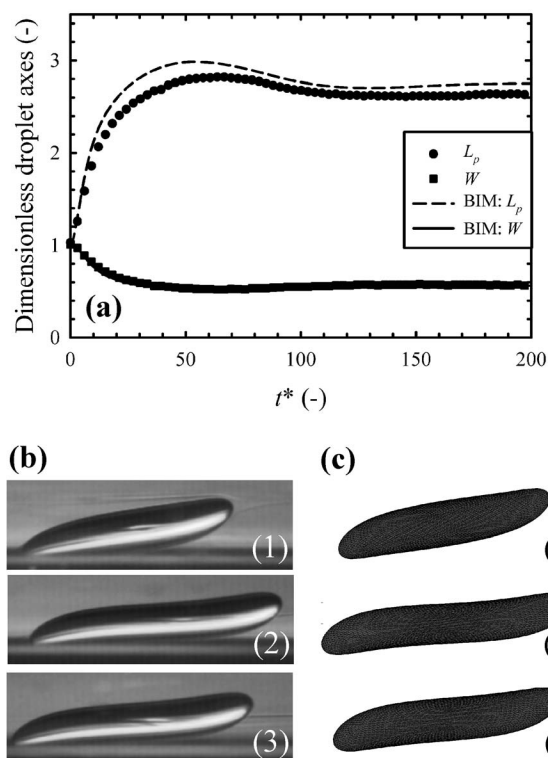 Dimensionless droplet axes (-)
3
2
1
0
(a)
L_p
W
BIM: L_p
BIM: W
0 50 100 150 200
t* (-)
(b)
(c)
(1)
(2)
(3)